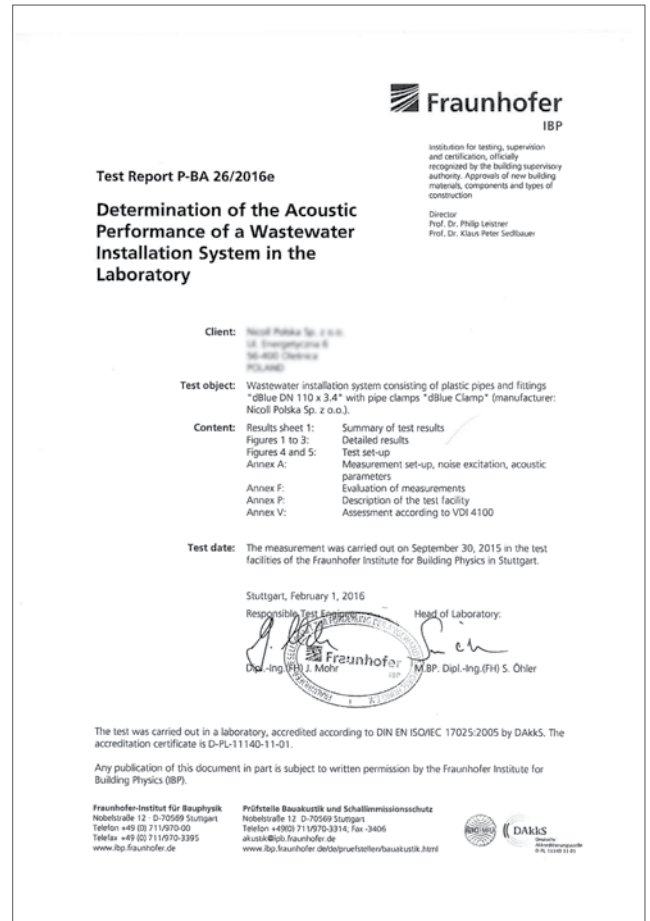 Fraunhofer
IBP
Institution for testing, supervision
and certification, officially
recognized by the building supervisory
authority. Approvals of new building
materials, components and types of
construction
Director
Prof. Dr. Philip Leistner
Prof. Dr. Klaus Peter Sedlbauer
Test Report P-BA 26/2016e
Determination of the Acoustic
Performance of a Wastewater
Installation System in the
Laboratory
Client:
Nicoll Polska Sp. z o.o.
POLAND
Test object: Wastewater installation system consisting of plastic pipes and fittings
"dBlue DN 110 x 3.4" with pipe clamps "dBlue Clamp" (manufacturer:
Nicoll Polska Sp. z o.o.).
Content: Results sheet 1: Summary of test results
Figures 1 to 3: Detailed results
Figures 4 and 5: Test set-up
Annex A: Measurement set-up, noise excitation, acoustic
parameters
Annex F: Evaluation of measurements
Annex P: Description of the test facility
Annex V: Assessment according to VDI 4100
Test date: The measurement was carried out on September 30, 2015 in the test
facilities of the Fraunhofer Institute for Building Physics in Stuttgart.
Stuttgart, February 1, 2016
Responsible Test Engineer: Head of Laboratory:
Fraunhofer
IBP
Dipl.-Ing.(FH) J. Mohr M.BP. Dipl.-Ing.(FH) S. Öhler
The test was carried out in a laboratory, accredited according to DIN EN ISO/IEC 17025:2005 by DAkkS. The
accreditation certificate is D-PL-11140-11-01.
Any publication of this document in part is subject to written permission by the Fraunhofer Institute for
Building Physics (IBP).
Fraunhofer-Institut für Bauphysik
Nobelstraße 12 · D-70569 Stuttgart
Telefon +49 (0) 711/970-00
Telefax +49 (0) 711/970-3395
www.ibp.fraunhofer.de
Prüfstelle Bauakustik und Schallimmissionsschutz
Nobelstraße 12 · D-70569 Stuttgart
Telefon +49(0) 711/970-3314; Fax -3406
akustik@ipb.fraunhofer.de
www.ibp.fraunhofer.de/de/pruefstellen/bauakustik.html
DAkkS
Deutsche
Akkreditierungsstelle